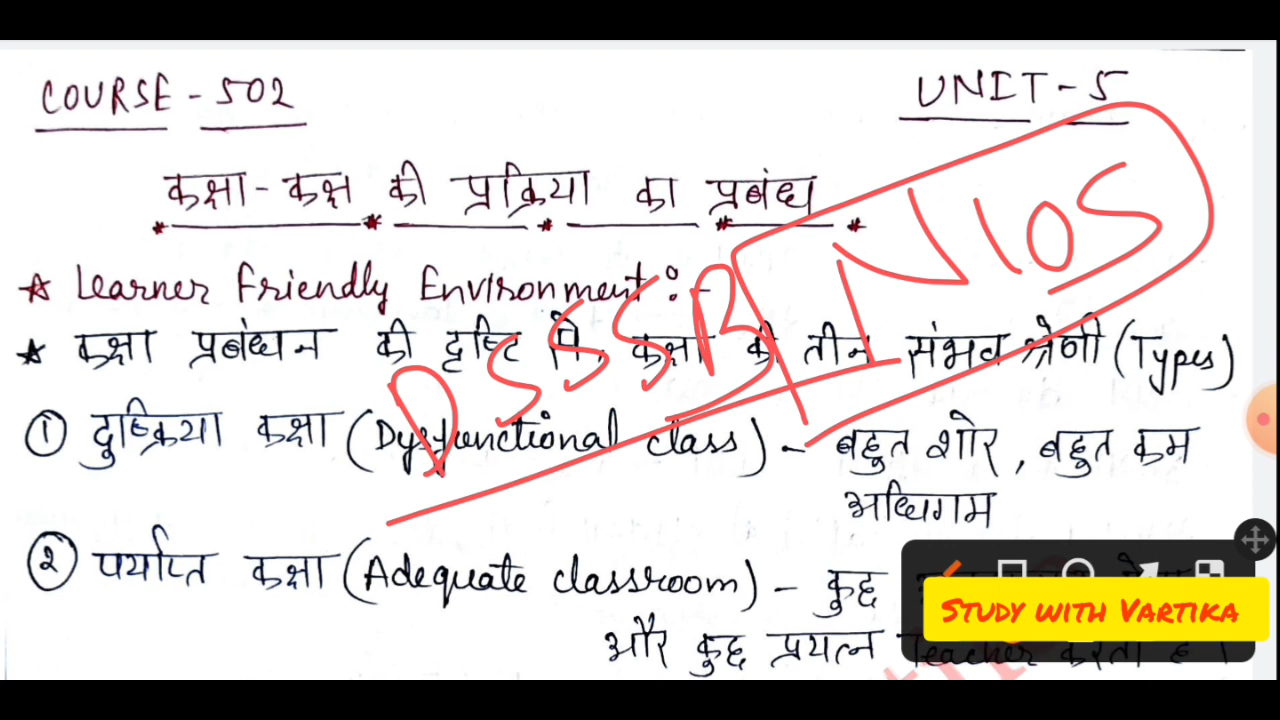 COURSE - 502
UNIT - 5
कक्षा - कक्ष की प्रक्रिया का प्रबंध
* Learner Friendly Environment :-
* कक्षा प्रबंधन की दृष्टि से, कक्षा की तीन संभव श्रेणी (Types)
DSSSB NIOS
① दुष्क्रिया कक्षा (Dysfunctional class) - बहुत शोर, बहुत कम
अधिगम
② पर्याप्त कक्षा (Adequate classroom) - कुछ
STUDY WITH VARTIKA
और कुछ प्रयत्न Teacher करता है।